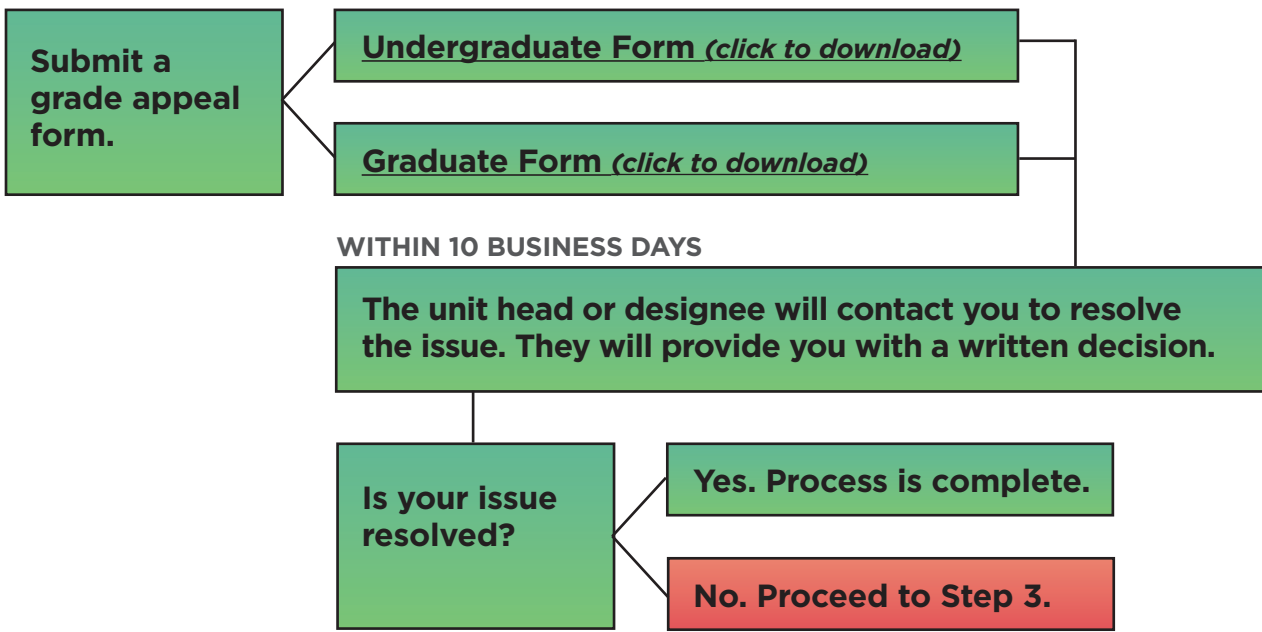 Submit a
grade appeal
form.
Undergraduate Form (click to download)
Graduate Form (click to download)
WITHIN 10 BUSINESS DAYS
The unit head or designee will contact you to resolve
the issue. They will provide you with a written decision.
Is your issue
resolved?
Yes. Process is complete.
No. Proceed to Step 3.